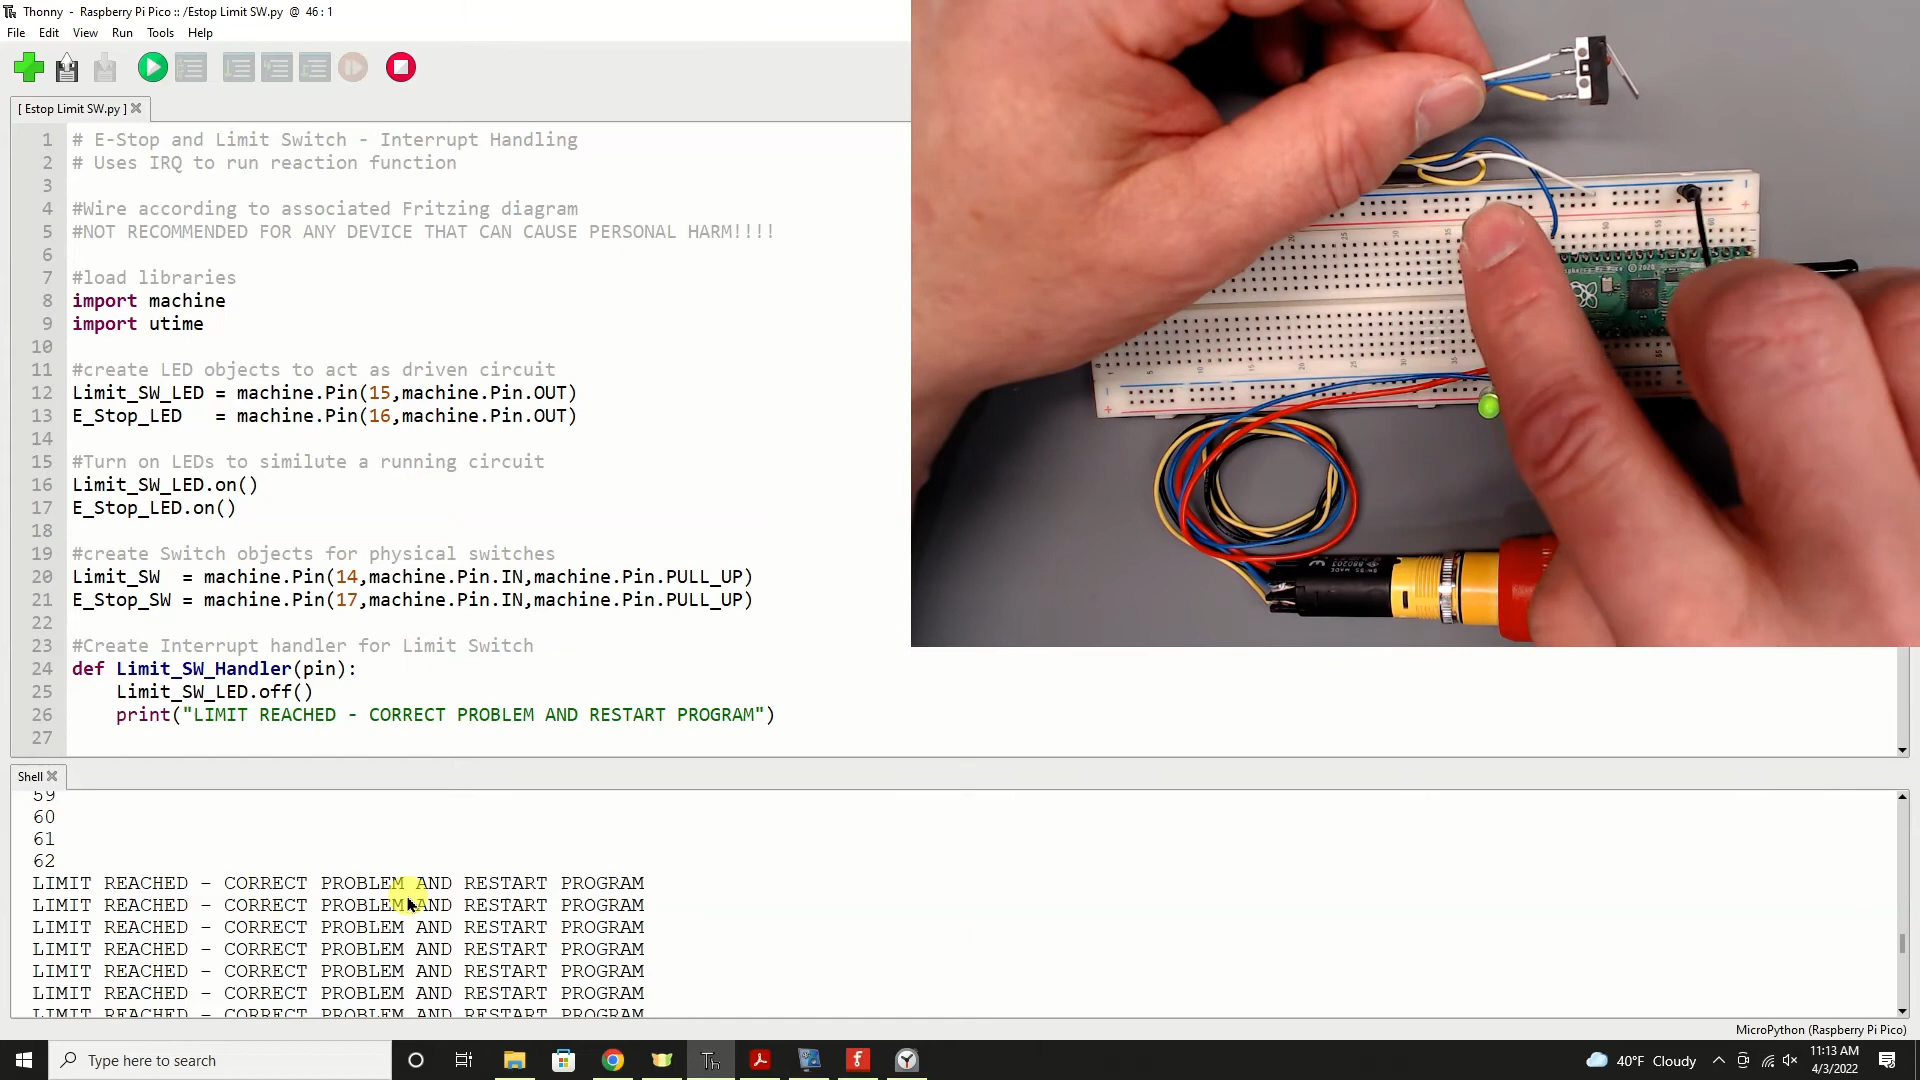 Thonny - Raspberry Pi Pico :: /Estop Limit SW.py @ 46 : 1
File Edit View Run Tools Help
[ Estop Limit SW.py ]
1 # E-Stop and Limit Switch - Interrupt Handling
2 # Uses IRQ to run reaction function
3
4 #Wire according to associated Fritzing diagram
5 #NOT RECOMMENDED FOR ANY DEVICE THAT CAN CAUSE PERSONAL HARM!!!!
6
7 #load libraries
8 import machine
9 import utime
10
11 #create LED objects to act as driven circuit
12 Limit_SW_LED = machine.Pin(15,machine.Pin.OUT)
13 E_Stop_LED   = machine.Pin(16,machine.Pin.OUT)
14
15 #Turn on LEDs to similute a running circuit
16 Limit_SW_LED.on()
17 E_Stop_LED.on()
18
19 #create Switch objects for physical switches
20 Limit_SW  = machine.Pin(14,machine.Pin.IN,machine.Pin.PULL_UP)
21 E_Stop_SW = machine.Pin(17,machine.Pin.IN,machine.Pin.PULL_UP)
22
23 #Create Interrupt handler for Limit Switch
24 def Limit_SW_Handler(pin):
25     Limit_SW_LED.off()
26     print("LIMIT REACHED - CORRECT PROBLEM AND RESTART PROGRAM")
27
Shell
59
60
61
62
LIMIT REACHED - CORRECT PROBLEM AND RESTART PROGRAM
LIMIT REACHED - CORRECT PROBLEM AND RESTART PROGRAM
LIMIT REACHED - CORRECT PROBLEM AND RESTART PROGRAM
LIMIT REACHED - CORRECT PROBLEM AND RESTART PROGRAM
LIMIT REACHED - CORRECT PROBLEM AND RESTART PROGRAM
LIMIT REACHED - CORRECT PROBLEM AND RESTART PROGRAM
LIMIT REACHED - CORRECT PROBLEM AND RESTART PROGRAM
MicroPython (Raspberry Pi Pico)
Type here to search
40°F Cloudy
11:13 AM
4/3/2022